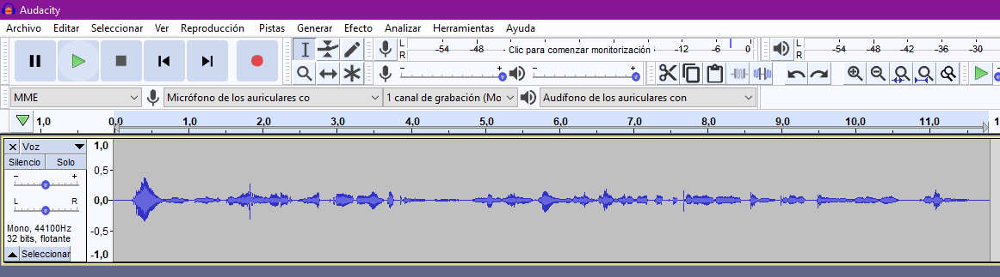 Audacity
Archivo Editar Seleccionar Ver Reproducción Pistas Generar Efecto Analizar Herramientas Ayuda
L
R
-54 -48 - Clic para comenzar monitorización -12 -6 0
L
R
-54 -48 -42 -36 -30
- +
- +
MME
Micrófono de los auriculares co
1 canal de grabación (Mo
Audífono de los auriculares con
1,0 0,0 1,0 2,0 3,0 4,0 5,0 6,0 7,0 8,0 9,0 10,0 11,0 1
X Voz
Silencio Solo
- +
L R
Mono, 44100Hz
32 bits, flotante
Seleccionar
1,0
0,5-
0,0-
-0,5-
-1,0